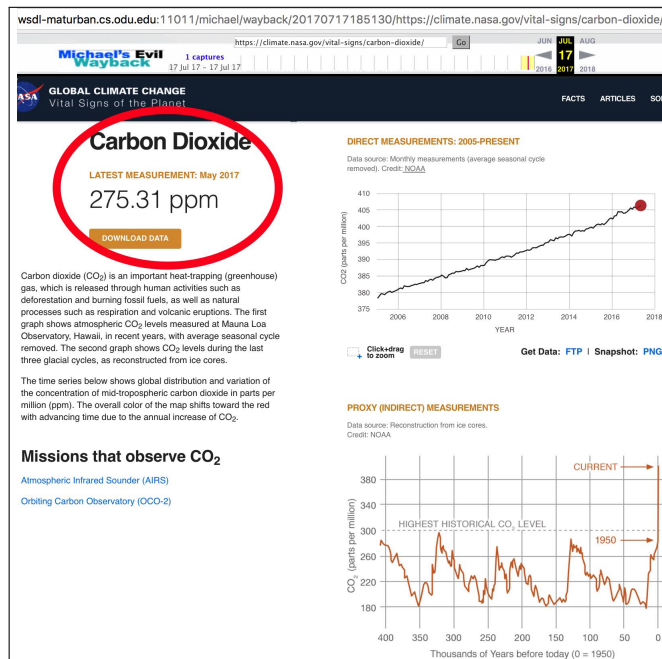 wsdl-maturban.cs.odu.edu:11011/michael/wayback/20170717185130/https://climate.nasa.gov/vital-signs/carbon-dioxide/
Michael's Evil
Wayback
1 captures
17 Jul 17 - 17 Jul 17
https://climate.nasa.gov/vital-signs/carbon-dioxide/
Go
JUN JUL AUG
17
2016 2017 2018
GLOBAL CLIMATE CHANGE
Vital Signs of the Planet
FACTS ARTICLES
Carbon Dioxide
LATEST MEASUREMENT: May 2017
275.31 ppm
DOWNLOAD DATA
Carbon dioxide (CO₂) is an important heat-trapping (greenhouse)
gas, which is released through human activities such as
deforestation and burning fossil fuels, as well as natural
processes such as respiration and volcanic eruptions. The first
graph shows atmospheric CO₂ levels measured at Mauna Loa
Observatory, Hawaii, in recent years, with average seasonal cycle
removed. The second graph shows CO₂ levels during the last
three glacial cycles, as reconstructed from ice cores.
The time series below shows global distribution and variation of
the concentration of mid-tropospheric carbon dioxide in parts per
million (ppm). The overall color of the map shifts toward the red
with advancing time due to the annual increase of CO₂.
Missions that observe CO₂
Atmospheric Infrared Sounder (AIRS)
Orbiting Carbon Observatory (OCO-2)
DIRECT MEASUREMENTS: 2005-PRESENT
Data source: Monthly measurements (average seasonal cycle
removed). Credit: NOAA
CO2 (parts per million)
410
405
400
395
390
385
380
375
2006 2008 2010 2012 2014 2016 2018
YEAR
Click+drag
to zoom
RESET
Get Data: FTP | Snapshot: PNG
PROXY (INDIRECT) MEASUREMENTS
Data source: Reconstruction from ice cores.
Credit: NOAA
CO₂ (parts per million)
CURRENT
380
340
HIGHEST HISTORICAL CO₂ LEVEL
300
1950
260
220
180
400 350 300 250 200 150 100 50 0
Thousands of Years before today (0 = 1950)